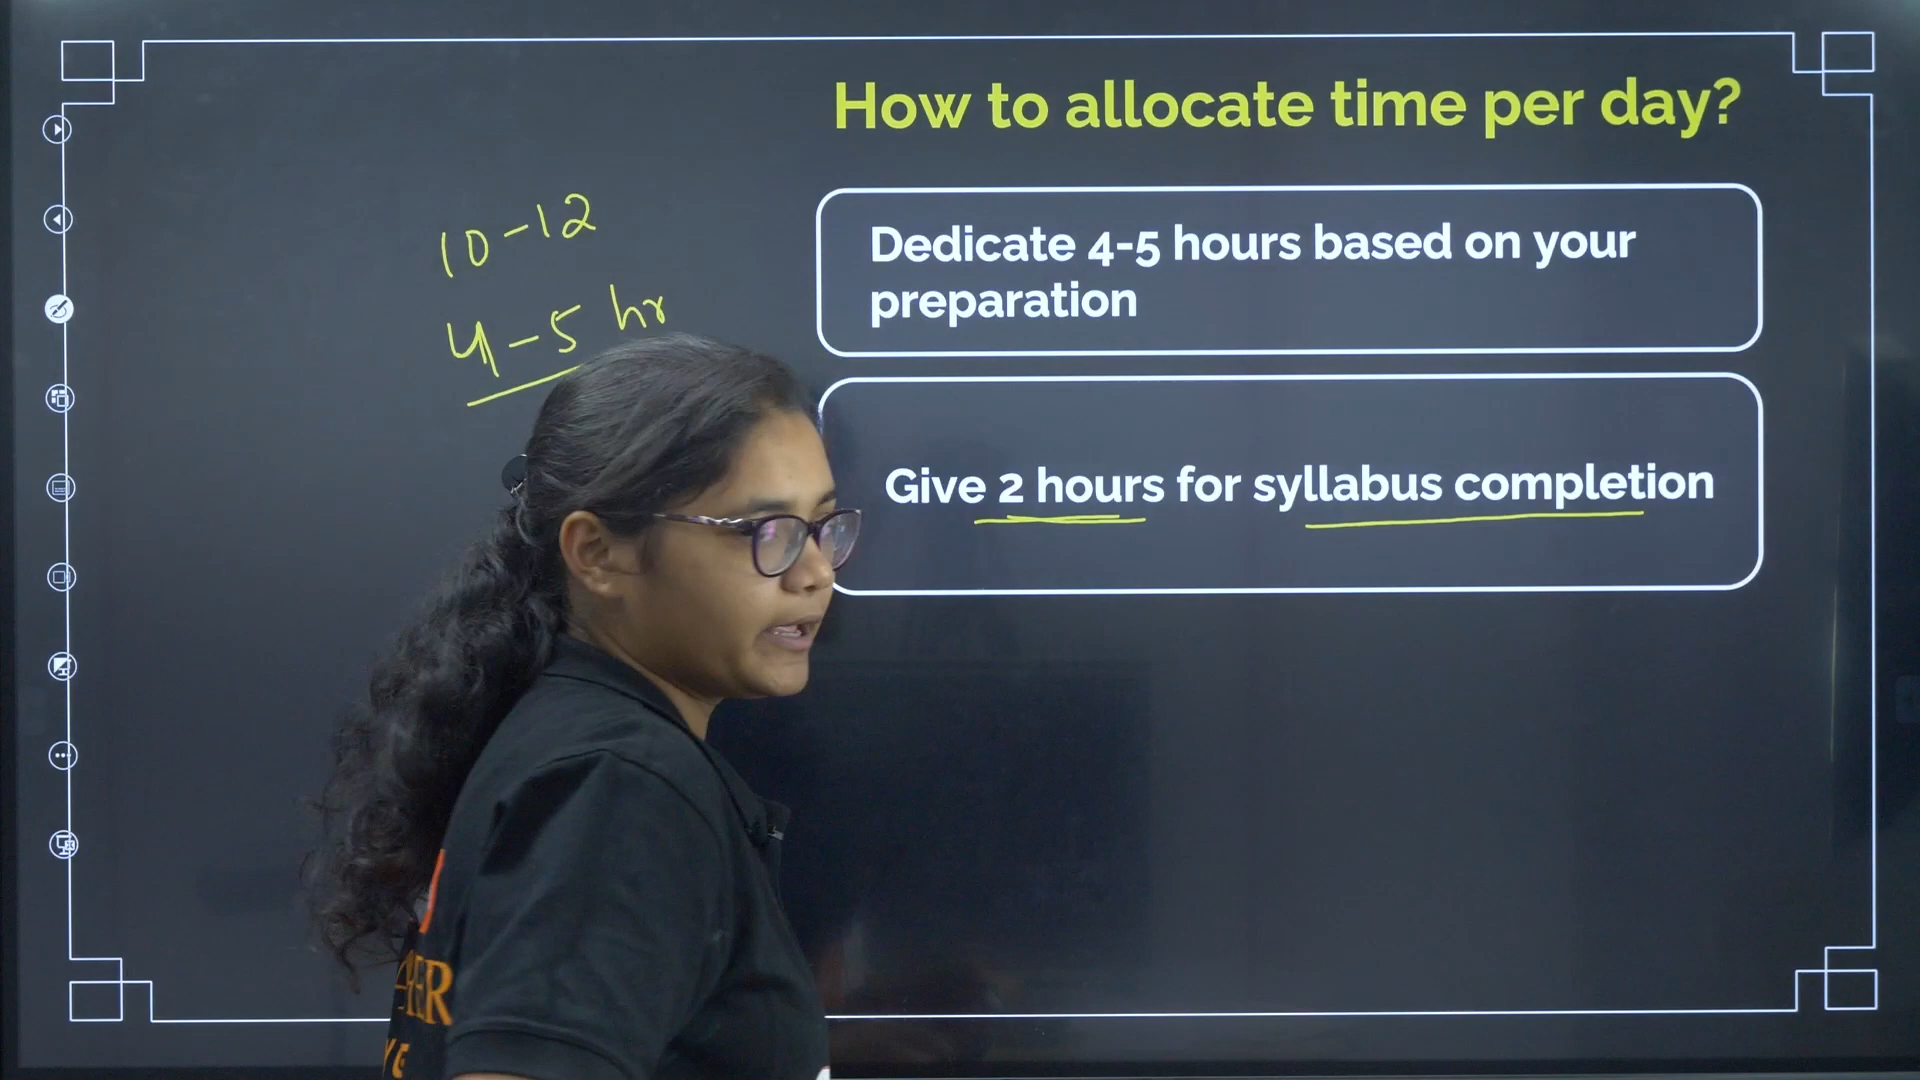 How to allocate time per day?
10-12
4-5 hr
Dedicate 4-5 hours based on your
preparation
Give 2 hours for syllabus completion